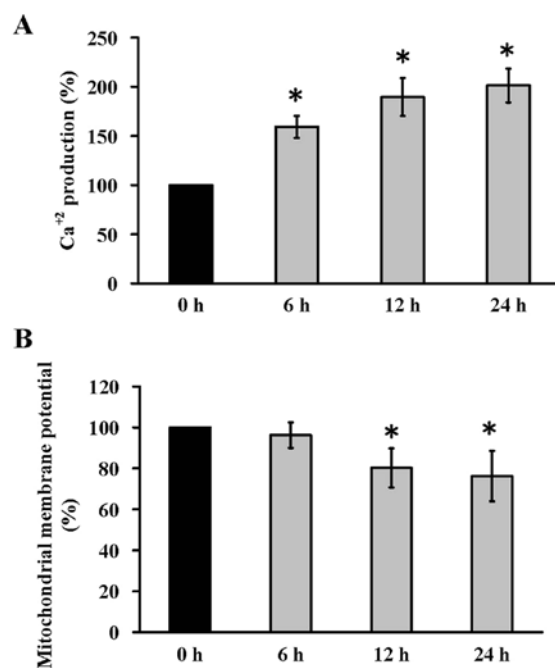 A
Ca⁺² production (%)
250
200
150
100
50
0
*
*
*
0 h
6 h
12 h
24 h
B
Mitochondrial membrane potential
(%)
120
100
80
60
40
20
0
*
*
0 h
6 h
12 h
24 h